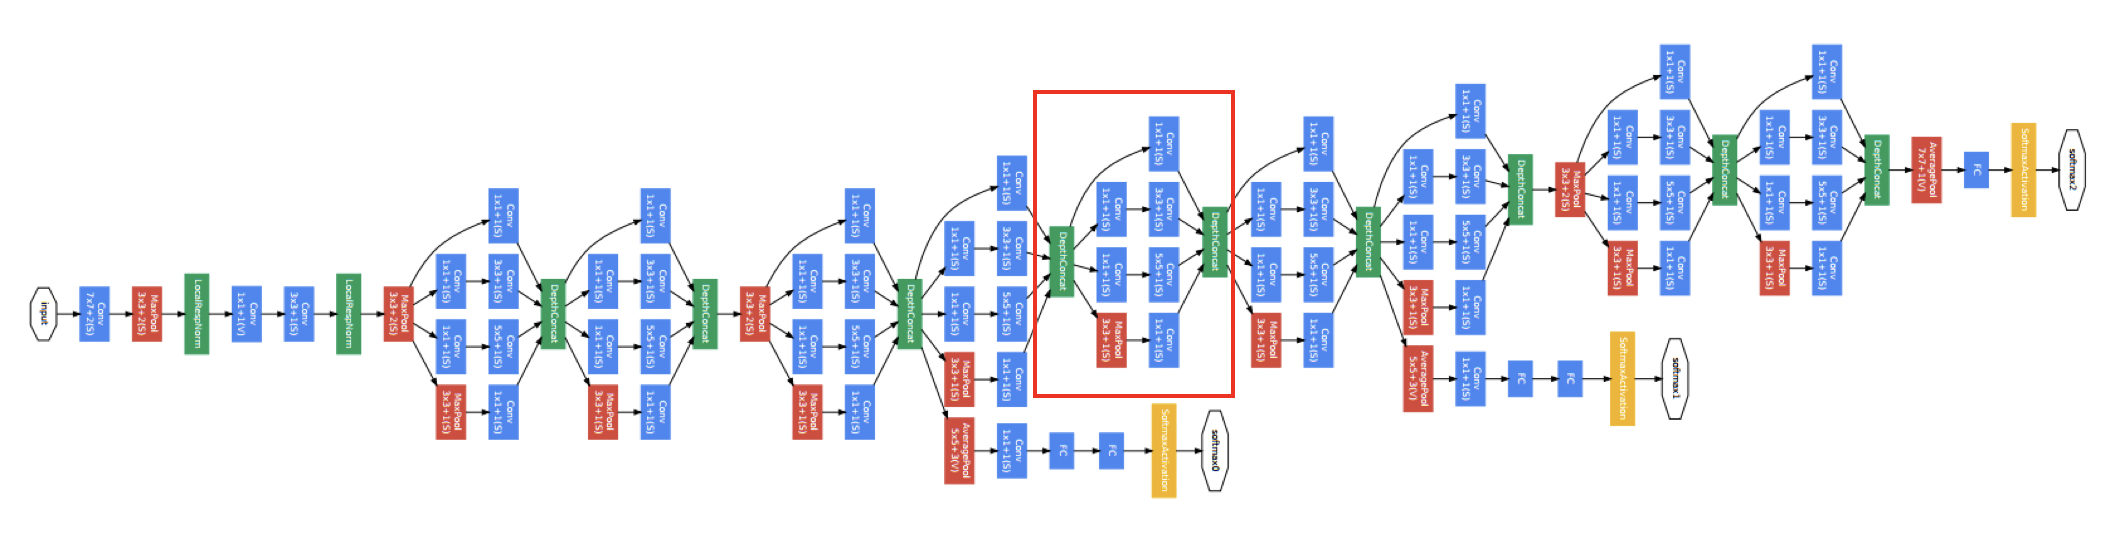 input
Conv
7x7+2(S)
MaxPool
3x3+2(S)
LocalRespNorm
Conv
1x1+1(V)
Conv
3x3+1(S)
LocalRespNorm
MaxPool
3x3+2(S)
Conv
1x1+1(S)
Conv
1x1+1(S)
MaxPool
3x3+1(S)
Conv
1x1+1(S)
Conv
3x3+1(S)
Conv
5x5+1(S)
Conv
1x1+1(S)
DepthConcat
Conv
1x1+1(S)
Conv
1x1+1(S)
MaxPool
3x3+1(S)
Conv
1x1+1(S)
Conv
3x3+1(S)
Conv
5x5+1(S)
Conv
1x1+1(S)
DepthConcat
MaxPool
3x3+2(S)
Conv
1x1+1(S)
Conv
1x1+1(S)
MaxPool
3x3+1(S)
Conv
1x1+1(S)
Conv
3x3+1(S)
Conv
5x5+1(S)
Conv
1x1+1(S)
DepthConcat
Conv
1x1+1(S)
Conv
1x1+1(S)
MaxPool
3x3+1(S)
AveragePool
5x5+3(V)
Conv
1x1+1(S)
Conv
3x3+1(S)
Conv
5x5+1(S)
Conv
1x1+1(S)
Conv
1x1+1(S)
DepthConcat
FC
Conv
1x1+1(S)
Conv
1x1+1(S)
MaxPool
3x3+1(S)
FC
Conv
1x1+1(S)
Conv
3x3+1(S)
Conv
5x5+1(S)
Conv
1x1+1(S)
SoftmaxActivation
DepthConcat
softmax0
Conv
1x1+1(S)
Conv
1x1+1(S)
MaxPool
3x3+1(S)
Conv
1x1+1(S)
Conv
3x3+1(S)
Conv
5x5+1(S)
Conv
1x1+1(S)
DepthConcat
Conv
1x1+1(S)
Conv
1x1+1(S)
MaxPool
3x3+1(S)
AveragePool
5x5+3(V)
Conv
1x1+1(S)
Conv
3x3+1(S)
Conv
5x5+1(S)
Conv
1x1+1(S)
Conv
1x1+1(S)
DepthConcat
FC
MaxPool
3x3+2(S)
FC
Conv
1x1+1(S)
Conv
1x1+1(S)
MaxPool
3x3+1(S)
SoftmaxActivation
Conv
1x1+1(S)
Conv
3x3+1(S)
Conv
5x5+1(S)
Conv
1x1+1(S)
softmax1
DepthConcat
Conv
1x1+1(S)
Conv
1x1+1(S)
MaxPool
3x3+1(S)
Conv
1x1+1(S)
Conv
3x3+1(S)
Conv
5x5+1(S)
Conv
1x1+1(S)
DepthConcat
AveragePool
7x7+1(V)
FC
SoftmaxActivation
softmax2